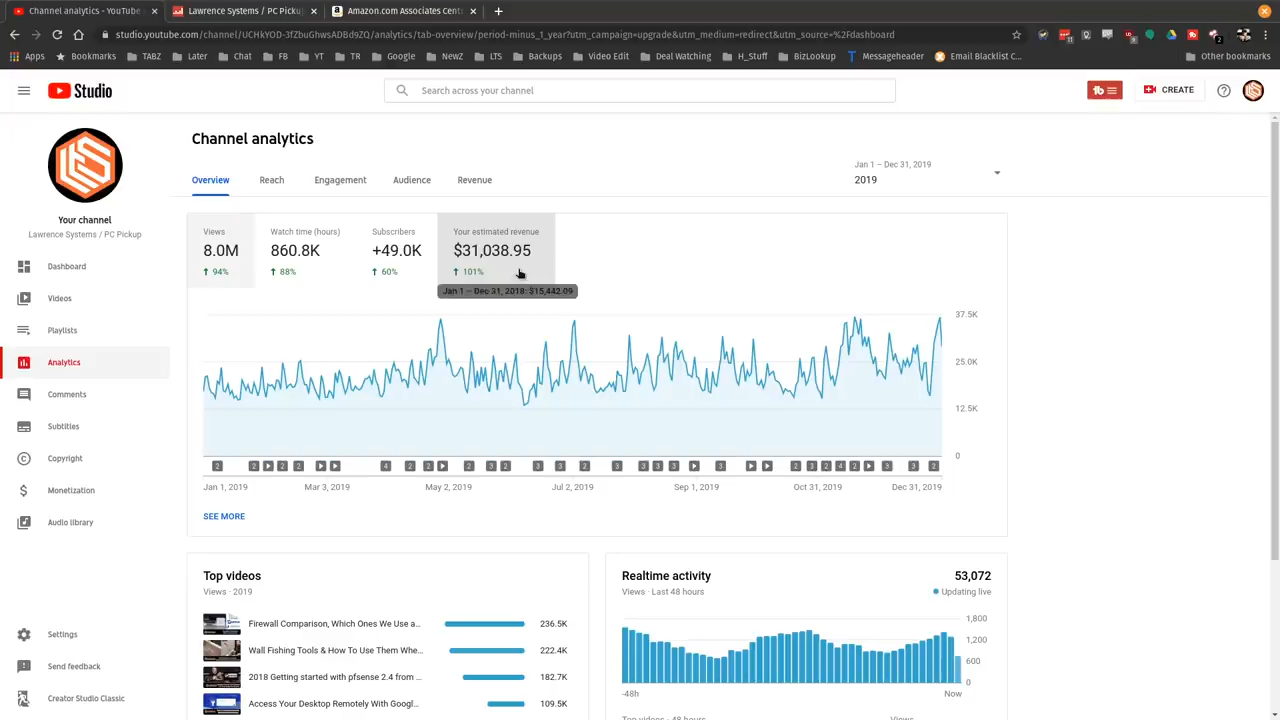 Channel analytics - YouTube
Lawrence Systems / PC Pickup
Amazon.com Associates Cent
studio.youtube.com/channel/UCHkYOD-3fZbuGhwsADBd9ZQ/analytics/tab-overview/period-minus_1_year?utm_campaign=upgrade&utm_medium=redirect&utm_source=%2Fdashboard
Apps Bookmarks TABZ Later Chat FB YT TR Google NewZ LTS Backups Video Edit Deal Watching H_Stuff BizLookup Messageheader Email Blacklist C... Other bookmarks
Studio
Search across your channel
CREATE
Your channel
Lawrence Systems / PC Pickup
Dashboard
Videos
Playlists
Analytics
Comments
Subtitles
Copyright
Monetization
Audio library
Settings
Send feedback
Creator Studio Classic
Channel analytics
Overview Reach Engagement Audience Revenue
Jan 1 – Dec 31, 2019
2019
Views Watch time (hours) Subscribers Your estimated revenue
8.0M 860.8K +49.0K $31,038.95
94% 88% 60% 101%
Jan 1 – Dec 31, 2018: $15,442.09
37.5K
25.0K
12.5K
0
Jan 1, 2019 Mar 3, 2019 May 2, 2019 Jul 2, 2019 Sep 1, 2019 Oct 31, 2019 Dec 31, 2019
SEE MORE
Top videos
Views · 2019
Firewall Comparison, Which Ones We Use a... 236.5K
Wall Fishing Tools & How To Use Them Whe... 222.4K
2018 Getting started with pfsense 2.4 from ... 182.7K
Access Your Desktop Remotely With Googl... 109.5K
Realtime activity 53,072
Views · Last 48 hours Updating live
1,800
1,200
600
0
-48h Now
Top videos · 48 hours Views